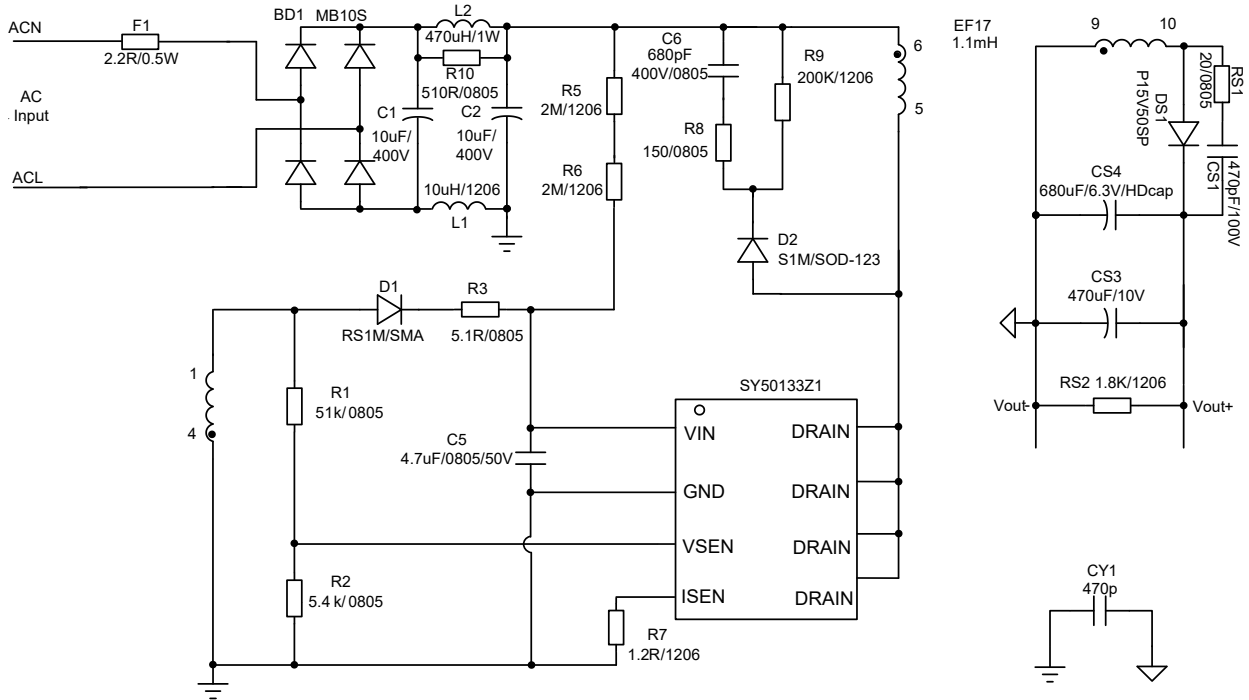 ACN
F1
2.2R/0.5W
AC
Input
ACL
BD1
MB10S
L2
470uH/1W
R10
510R/0805
C1
10uF/
400V
C2
10uF/
400V
10uH/1206
L1
R5
2M/1206
R6
2M/1206
C6
680pF
400V/0805
R8
150/0805
R9
200K/1206
D2
S1M/SOD-123
6
5
EF17
1.1mH
9
10
RS1
20/0805
DS1
P15V50SP
470pF/100V
CS1
CS4
680uF/6.3V/HDcap
CS3
470uF/10V
RS2 1.8K/1206
Vout-
Vout+
D1
RS1M/SMA
R3
5.1R/0805
1
4
R1
51k/0805
R2
5.4 k/0805
C5
4.7uF/0805/50V
SY50133Z1
VIN
GND
VSEN
ISEN
DRAIN
DRAIN
DRAIN
DRAIN
R7
1.2R/1206
CY1
470p